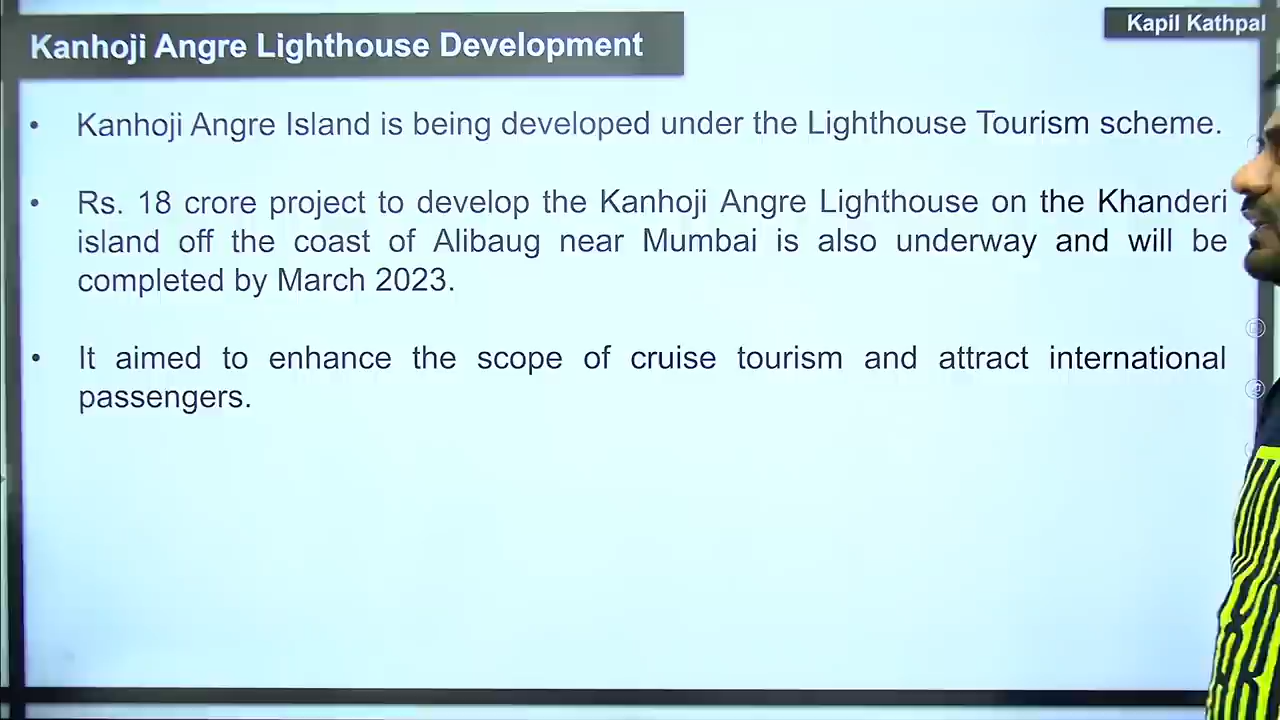 Kanhoji Angre Lighthouse Development
Kapil Kathpal
• Kanhoji Angre Island is being developed under the Lighthouse Tourism scheme.
• Rs. 18 crore project to develop the Kanhoji Angre Lighthouse on the Khanderi
island off the coast of Alibaug near Mumbai is also underway and will be
completed by March 2023.
• It aimed to enhance the scope of cruise tourism and attract international
passengers.